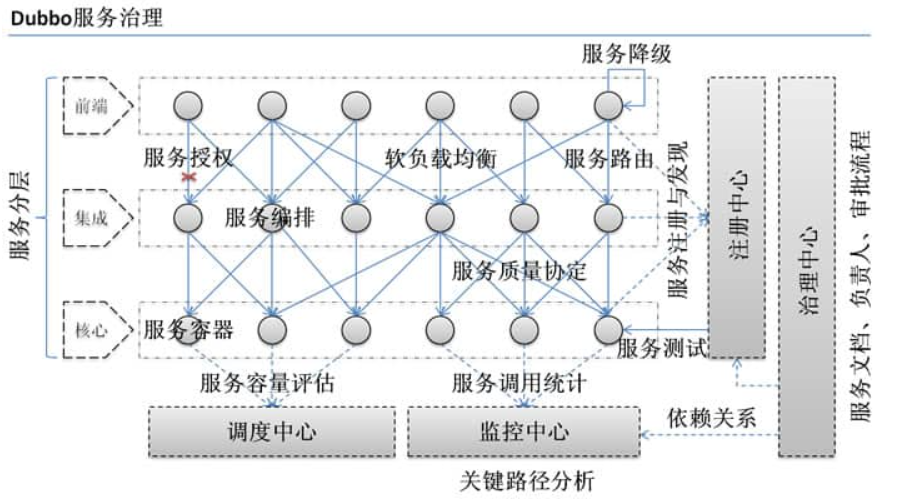 Dubbo服务治理
服务降级
前端
服务授权
软负载均衡
服务路由
服务分层
集成
服务编排
服务注册与发现
注册中心
治理中心
服务文档、负责人、审批流程
服务质量协定
核心
服务容器
服务测试
服务容量评估
服务调用统计
调度中心
监控中心
依赖关系
关键路径分析